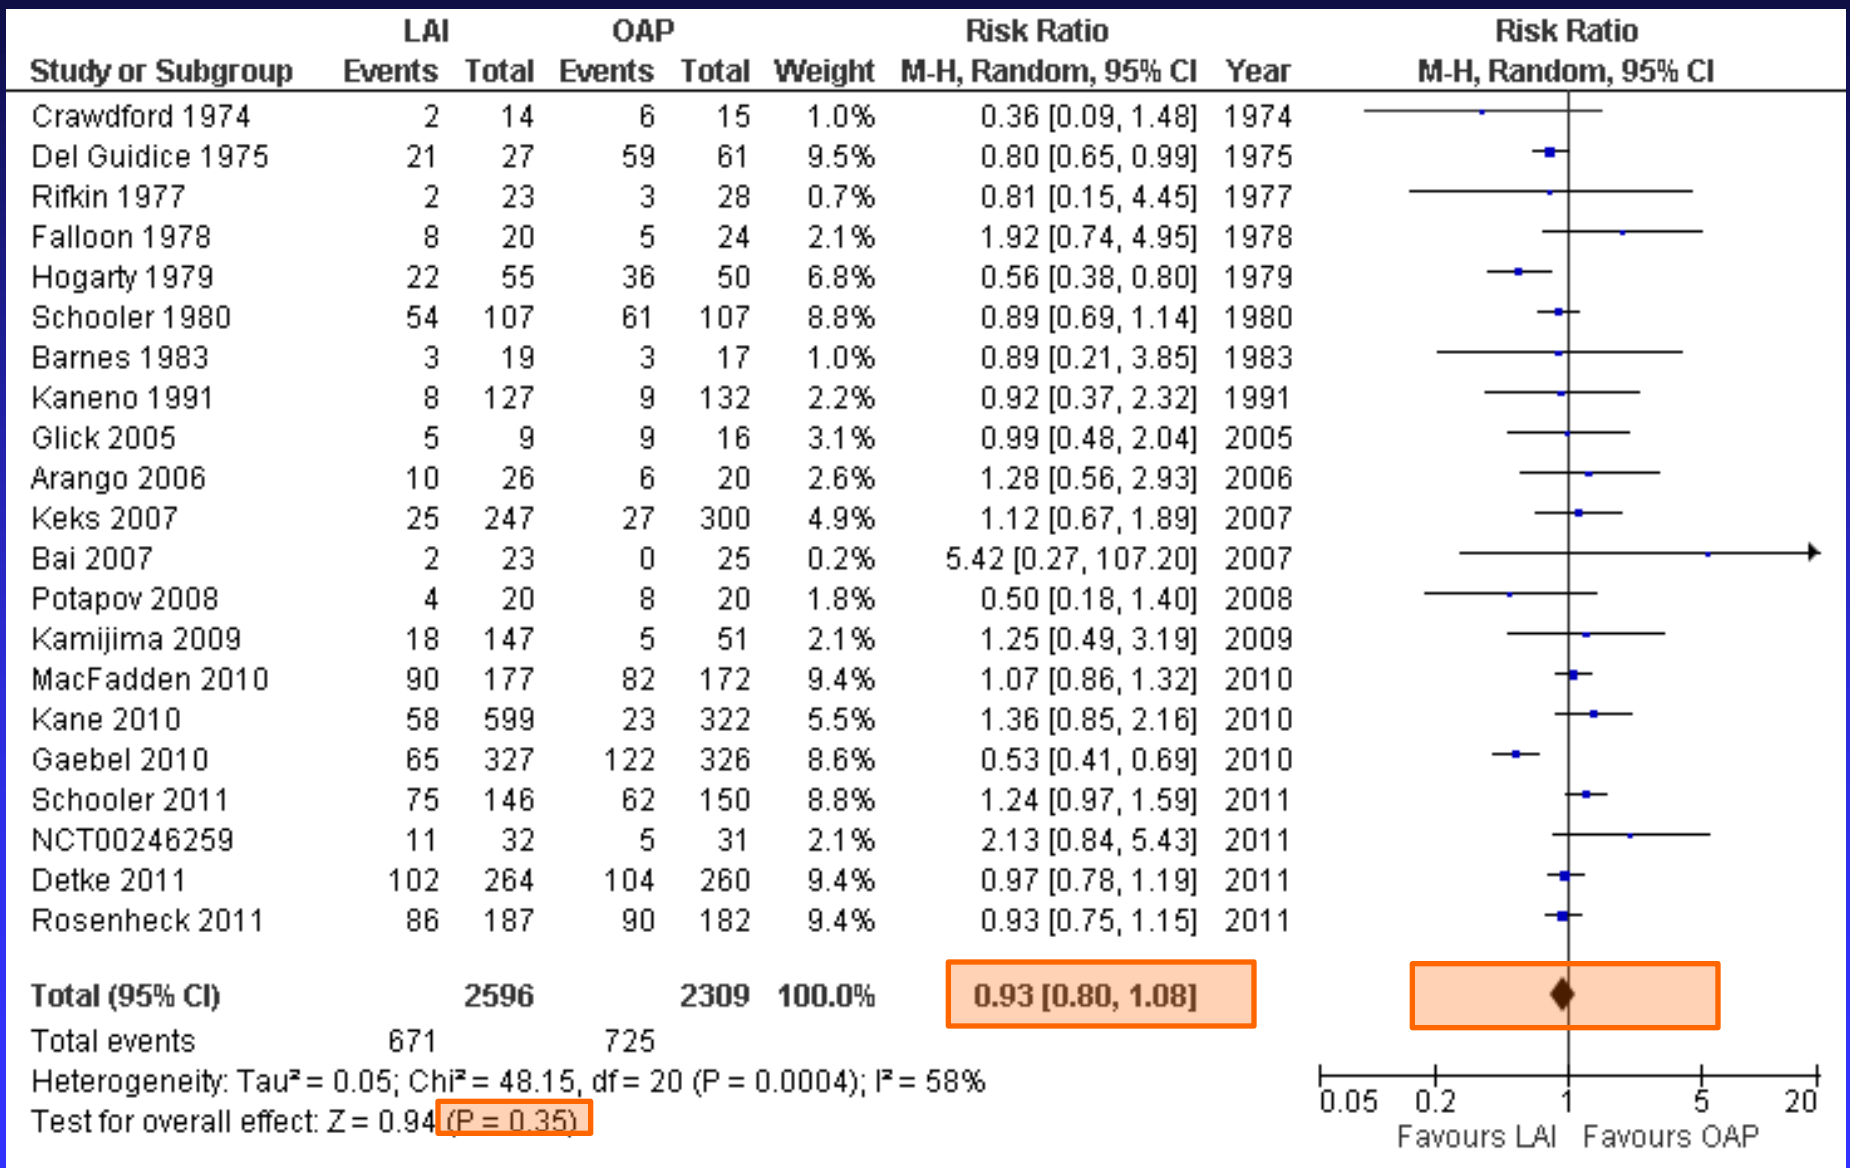 LAI OAP Risk Ratio Risk Ratio
Study or Subgroup Events Total Events Total Weight M-H, Random, 95% CI Year M-H, Random, 95% CI
Crawdford 1974 2 14 6 15 1.0% 0.36 [0.09, 1.48] 1974
Del Guidice 1975 21 27 59 61 9.5% 0.80 [0.65, 0.99] 1975
Rifkin 1977 2 23 3 28 0.7% 0.81 [0.15, 4.45] 1977
Falloon 1978 8 20 5 24 2.1% 1.92 [0.74, 4.95] 1978
Hogarty 1979 22 55 36 50 6.8% 0.56 [0.38, 0.80] 1979
Schooler 1980 54 107 61 107 8.8% 0.89 [0.69, 1.14] 1980
Barnes 1983 3 19 3 17 1.0% 0.89 [0.21, 3.85] 1983
Kaneno 1991 8 127 9 132 2.2% 0.92 [0.37, 2.32] 1991
Glick 2005 5 9 9 16 3.1% 0.99 [0.48, 2.04] 2005
Arango 2006 10 26 6 20 2.6% 1.28 [0.56, 2.93] 2006
Keks 2007 25 247 27 300 4.9% 1.12 [0.67, 1.89] 2007
Bai 2007 2 23 0 25 0.2% 5.42 [0.27, 107.20] 2007
Potapov 2008 4 20 8 20 1.8% 0.50 [0.18, 1.40] 2008
Kamijima 2009 18 147 5 51 2.1% 1.25 [0.49, 3.19] 2009
MacFadden 2010 90 177 82 172 9.4% 1.07 [0.86, 1.32] 2010
Kane 2010 58 599 23 322 5.5% 1.36 [0.85, 2.16] 2010
Gaebel 2010 65 327 122 326 8.6% 0.53 [0.41, 0.69] 2010
Schooler 2011 75 146 62 150 8.8% 1.24 [0.97, 1.59] 2011
NCT00246259 11 32 5 31 2.1% 2.13 [0.84, 5.43] 2011
Detke 2011 102 264 104 260 9.4% 0.97 [0.78, 1.19] 2011
Rosenheck 2011 86 187 90 182 9.4% 0.93 [0.75, 1.15] 2011
Total (95% CI) 2596 2309 100.0% 0.93 [0.80, 1.08]
Total events 671 725
Heterogeneity: Tau² = 0.05; Chi² = 48.15, df = 20 (P = 0.0004); I² = 58%
Test for overall effect: Z = 0.94 (P = 0.35)
0.05 0.2 1 5 20
Favours LAI Favours OAP